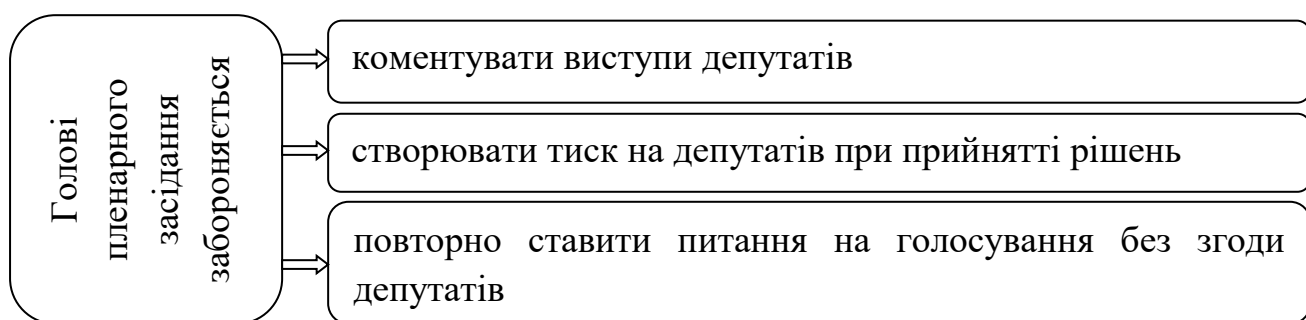 Голові
пленарного
засідання
забороняється
коментувати виступи депутатів
створювати тиск на депутатів при прийнятті рішень
повторно ставити питання на голосування без згоди
депутатів